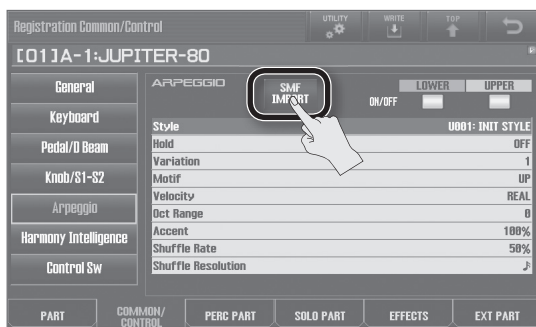 Registration Common/Control
UTILITY
WRITE
TOP
[01]A-1:JUPITER-80
General
Keyboard
Pedal/D Beam
Knob/S1-S2
Arpeggio
Harmony Intelligence
Control Sw
ARPEGGIO
SMF
IMPORT
ON/OFF
LOWER
UPPER
Style U001: INIT STYLE
Hold OFF
Variation 1
Motif UP
Velocity REAL
Oct Range 0
Accent 100%
Shuffle Rate 50%
Shuffle Resolution
PART
COMMON/
CONTROL
PERC PART
SOLO PART
EFFECTS
EXT PART